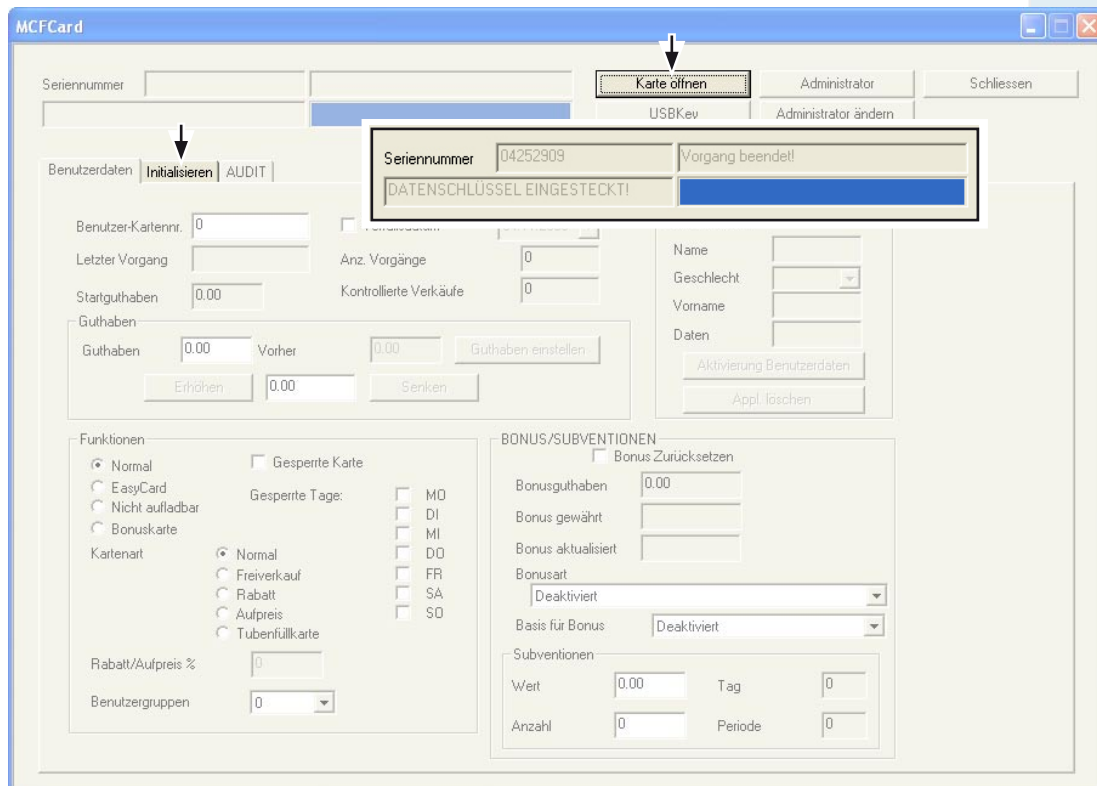 MCFCard
Seriennummer Karte öffnen Administrator Schliessen
USBKey Administrator ändern
Seriennummer 04252909 Vorgang beendet!
DATENSCHLÜSSEL EINGESTECKT!
Benutzerdaten Initialisieren AUDIT
Benutzer-Kartennr. 0
Letzter Vorgang Anz. Vorgänge 0
Startguthaben 0.00 Kontrollierte Verkäufe 0
Name
Geschlecht
Vorname
Daten
Aktivierung Benutzerdaten
Appl. löschen
Guthaben
Guthaben 0.00 Vorher 0.00 Guthaben einstellen
Erhöhen 0.00 Senken
Funktionen
Normal Gesperrte Karte
EasyCard Gesperrte Tage: MO
Nicht aufladbar DI
Bonuskarte MI
Kartenart Normal DO
Freiverkauf FR
Rabatt SA
Aufpreis SO
Tubenfüllkarte
Rabatt/Aufpreis % 0
Benutzergruppen 0
BONUS/SUBVENTIONEN
Bonus Zurücksetzen
Bonusguthaben 0.00
Bonus gewährt
Bonus aktualisiert
Bonusart
Deaktiviert
Basis für Bonus Deaktiviert
Subventionen
Wert 0.00 Tag 0
Anzahl 0 Periode 0